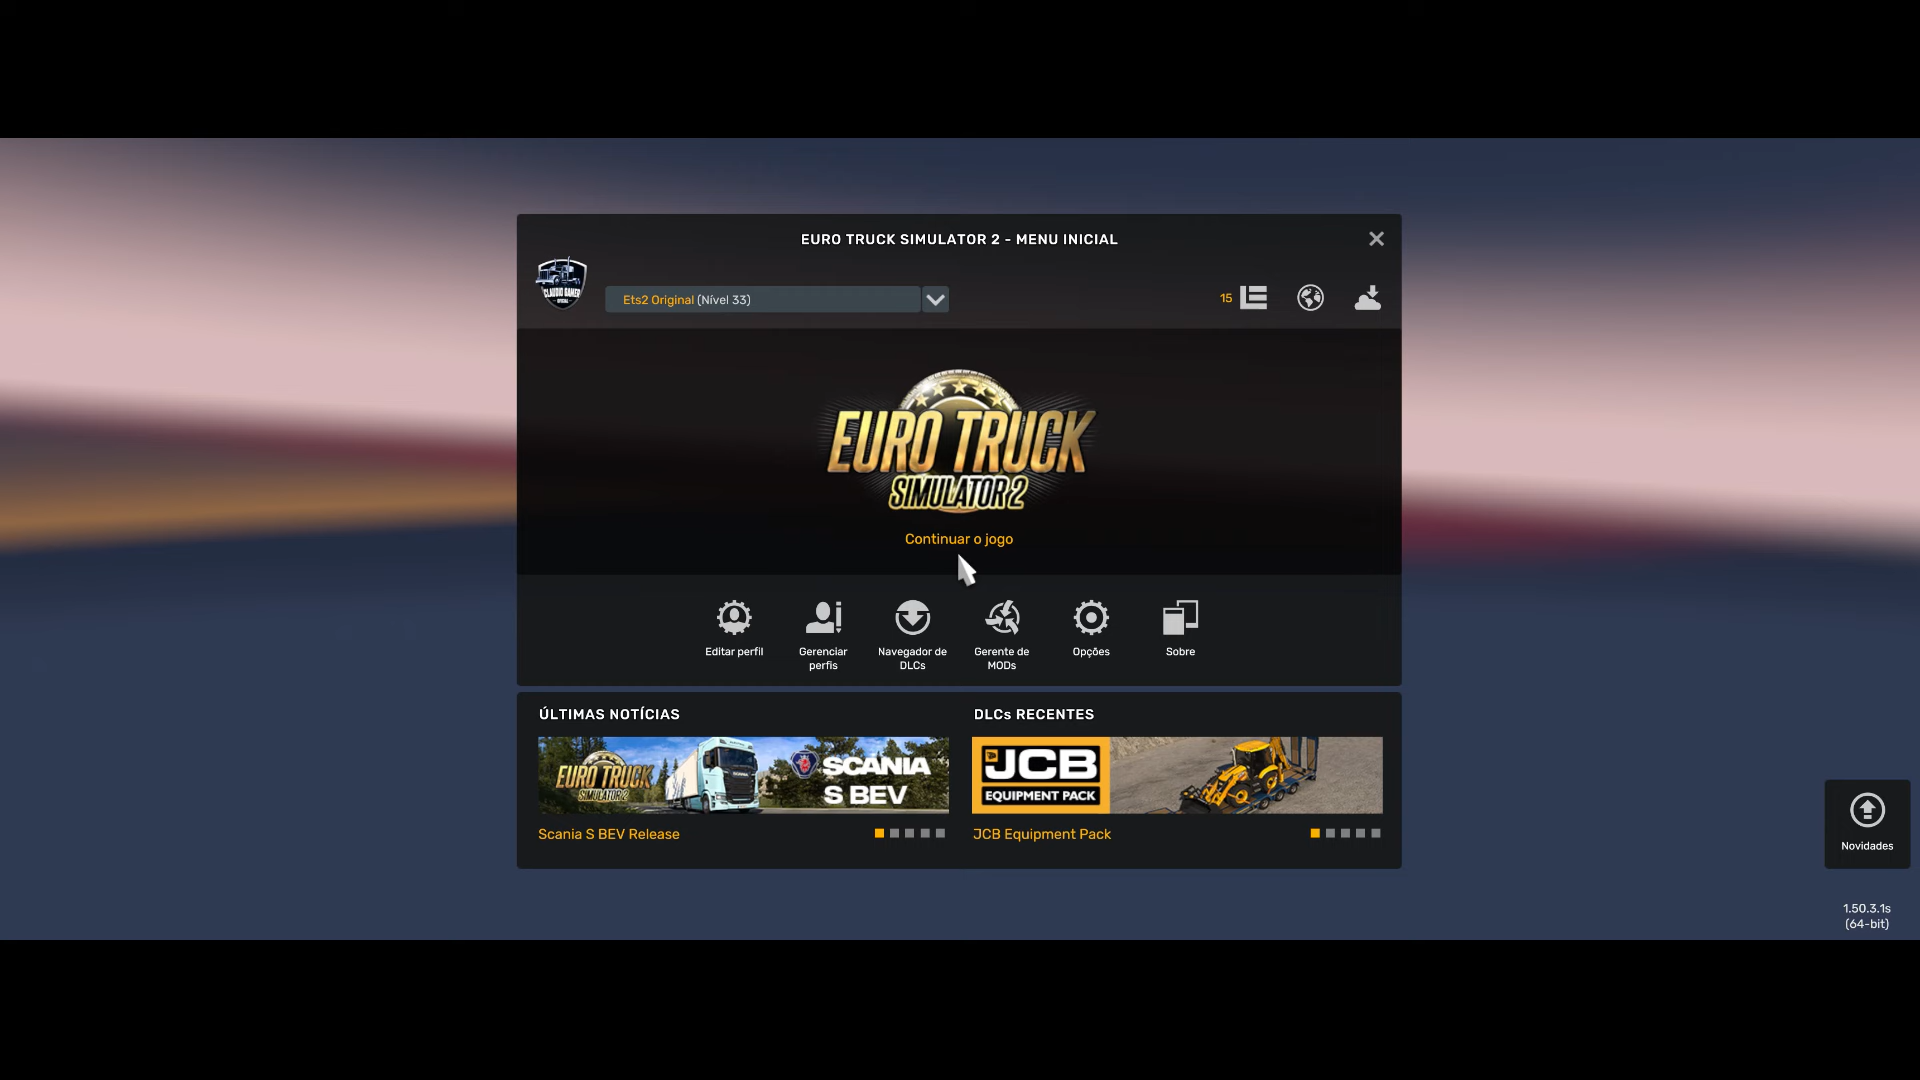 EURO TRUCK SIMULATOR 2 - MENU INICIAL
CLAUDIO GAMER
Ets2 Original (Nível 33)
15
EURO TRUCK
SIMULATOR 2
Continuar o jogo
Editar perfil
Gerenciar
perfis
Navegador de
DLCs
Gerente de
MODs
Opções
Sobre
ÚLTIMAS NOTÍCIAS
EURO TRUCK
SIMULATOR 2
SCANIA
S BEV
Scania S BEV Release
DLCs RECENTES
JCB
EQUIPMENT PACK
JCB Equipment Pack
Novidades
1.50.3.1s
(64-bit)